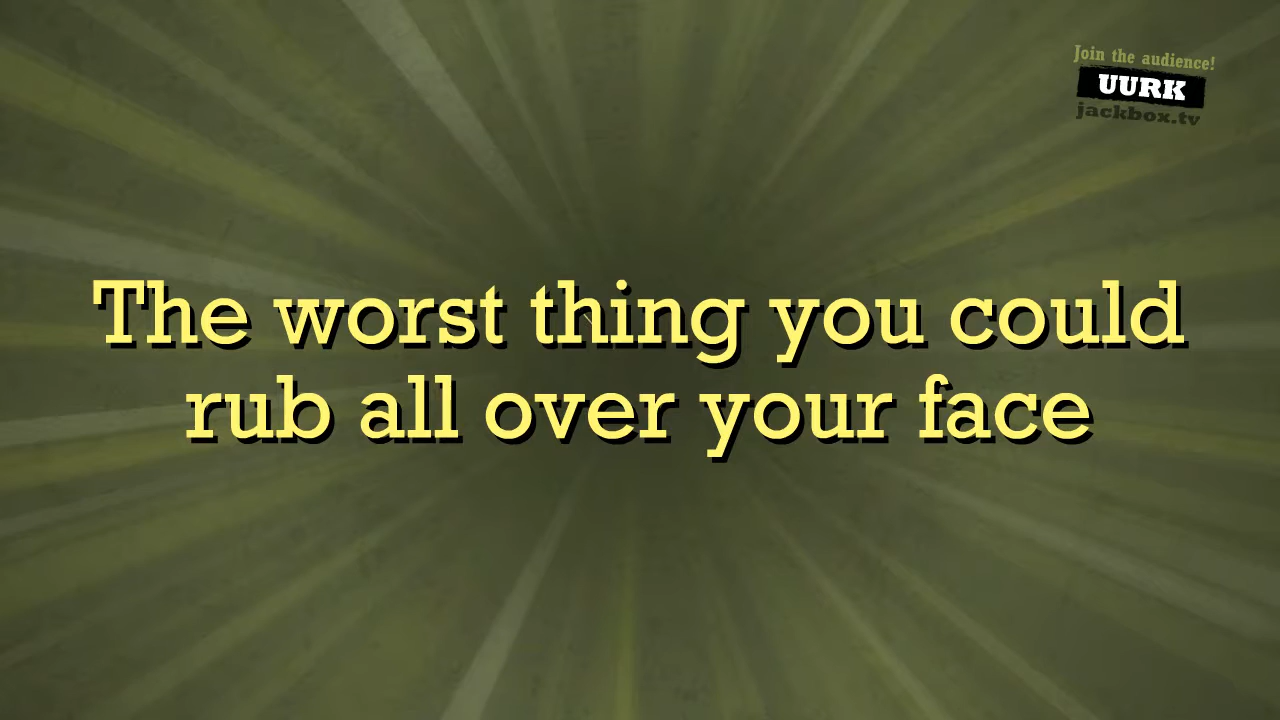 Join the audience!
UURK
jackbox.tv
The worst thing you could
rub all over your face